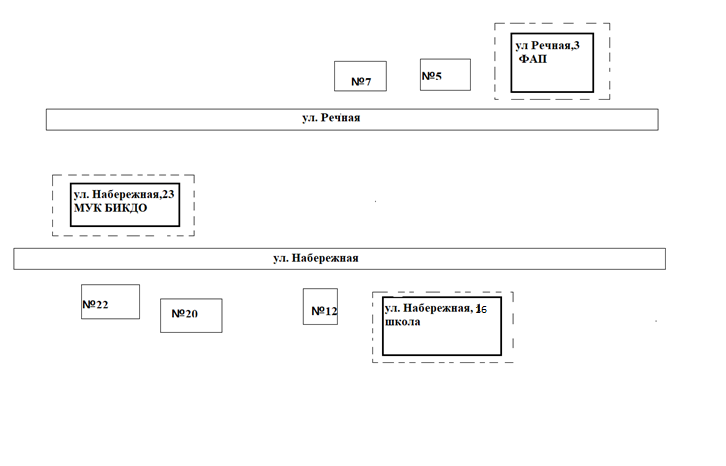 ул Речная,3
ФАП
№7
№5
ул. Речная
ул. Набережная,23
МУК БИКДО
ул. Набережная
№22
№20
№12
ул. Набережная, 16
школа